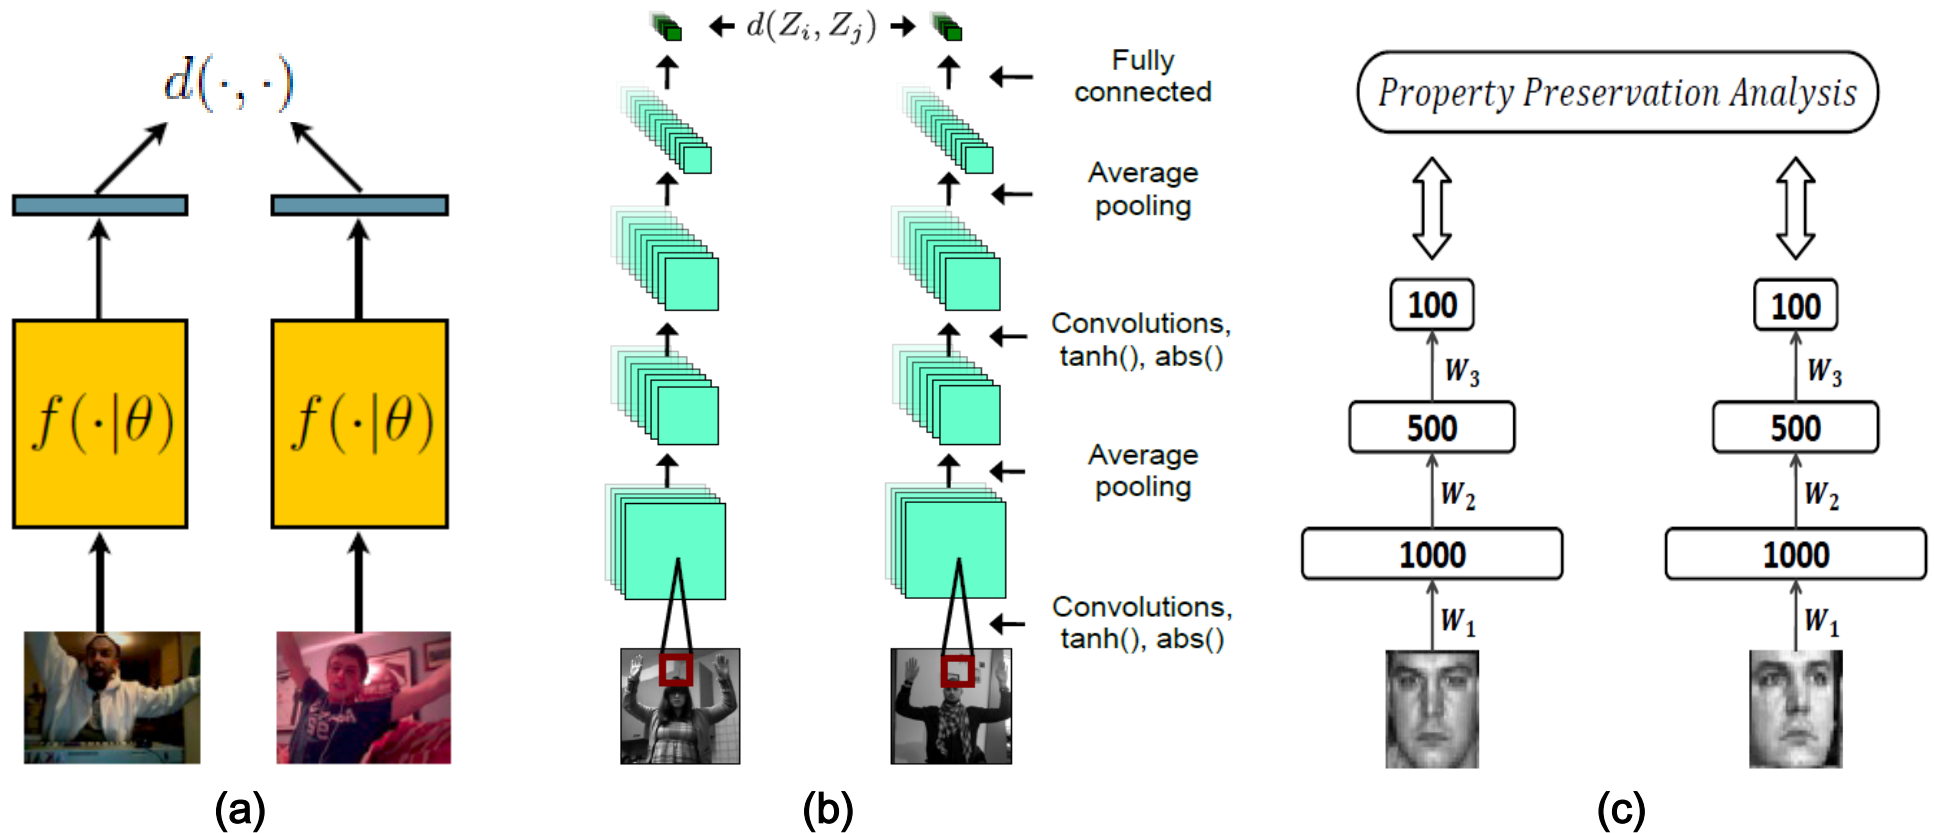 d(·, ·)
f(·|θ)
f(·|θ)
(a)
d(Z_i, Z_j)
Fully
connected
Average
pooling
Convolutions,
tanh(), abs()
Average
pooling
Convolutions,
tanh(), abs()
(b)
Property Preservation Analysis
100
100
W_3
W_3
500
500
W_2
W_2
1000
1000
W_1
W_1
(c)